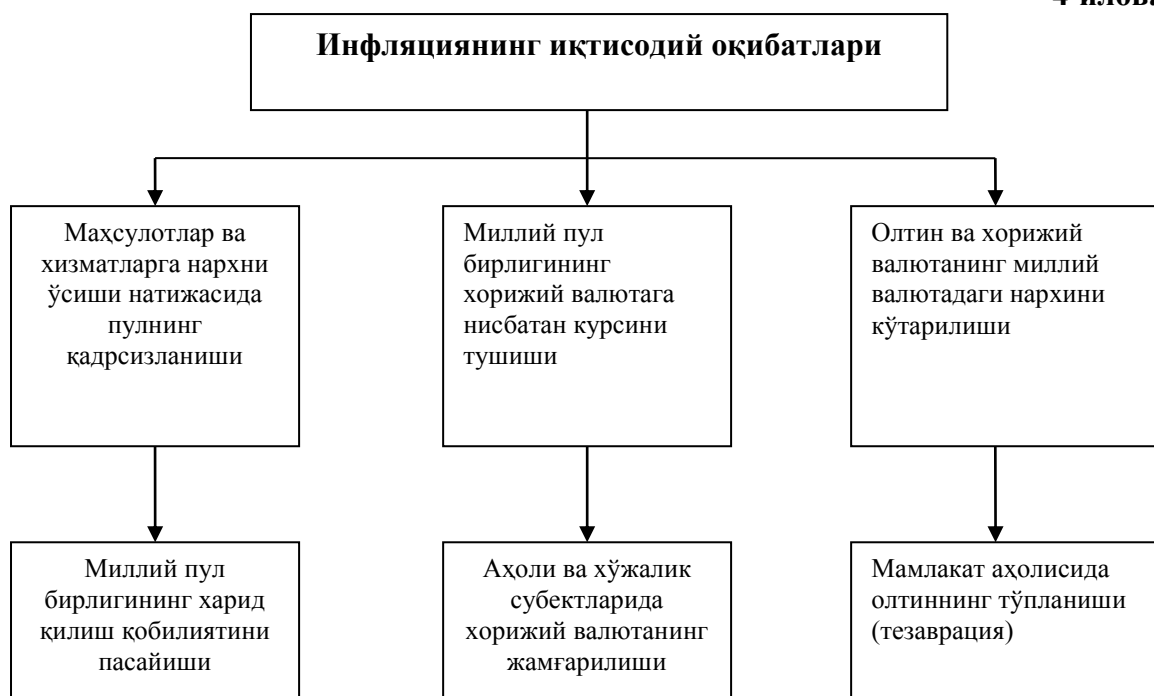 4-илова
Инфляциянинг иқтисодий оқибатлари
Маҳсулотлар ва
хизматларга нархни
ўсиши натижасида
пулнинг
қадрсизланиши
Миллий пул
бирлигининг
хорижий валютага
нисбатан курсини
тушиши
Олтин ва хорижий
валютанинг миллий
валютадаги нархини
кўтарилиши
Миллий пул
бирлигининг харид
қилиш қобилиятини
пасайиши
Аҳоли ва хўжалик
субектларида
хорижий валютанинг
жамғарилиши
Мамлакат аҳолисида
олтиннинг тўпланиши
(тезаврация)